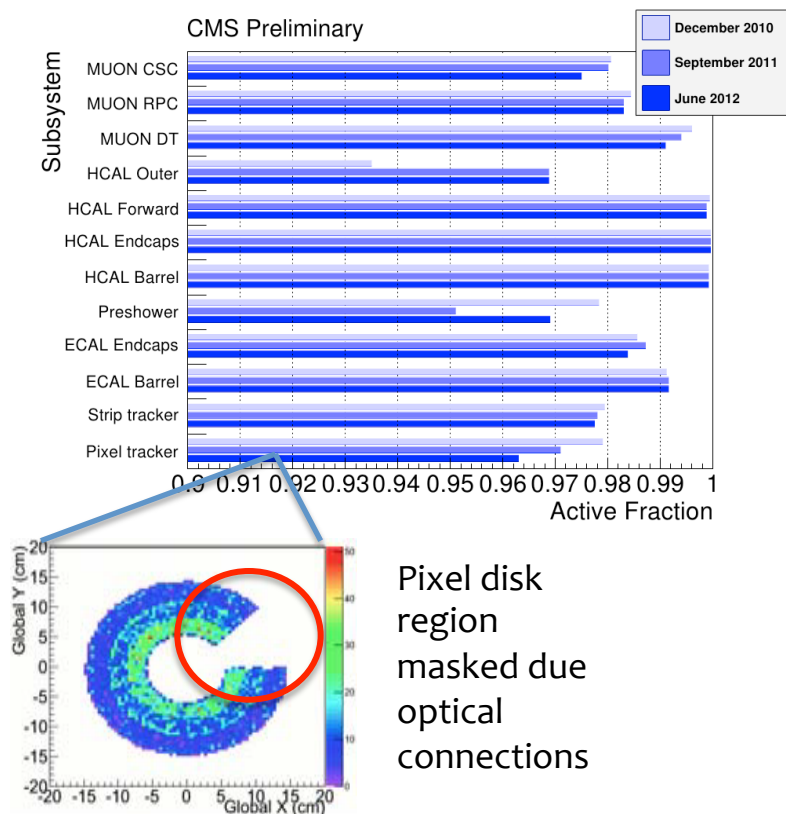 CMS Preliminary
December 2010
September 2011
June 2012
Subsystem
MUON CSC
MUON RPC
MUON DT
HCAL Outer
HCAL Forward
HCAL Endcaps
HCAL Barrel
Preshower
ECAL Endcaps
ECAL Barrel
Strip tracker
Pixel tracker
0.9 0.91 0.92 0.93 0.94 0.95 0.96 0.97 0.98 0.99 1
Active Fraction
Global Y (cm)
20
15
10
5
0
-5
-10
-15
-20
-20 -15 -10 -5 0 5 10 15 20
Global X (cm)
50
40
30
20
10
0
Pixel disk
region
masked due
optical
connections